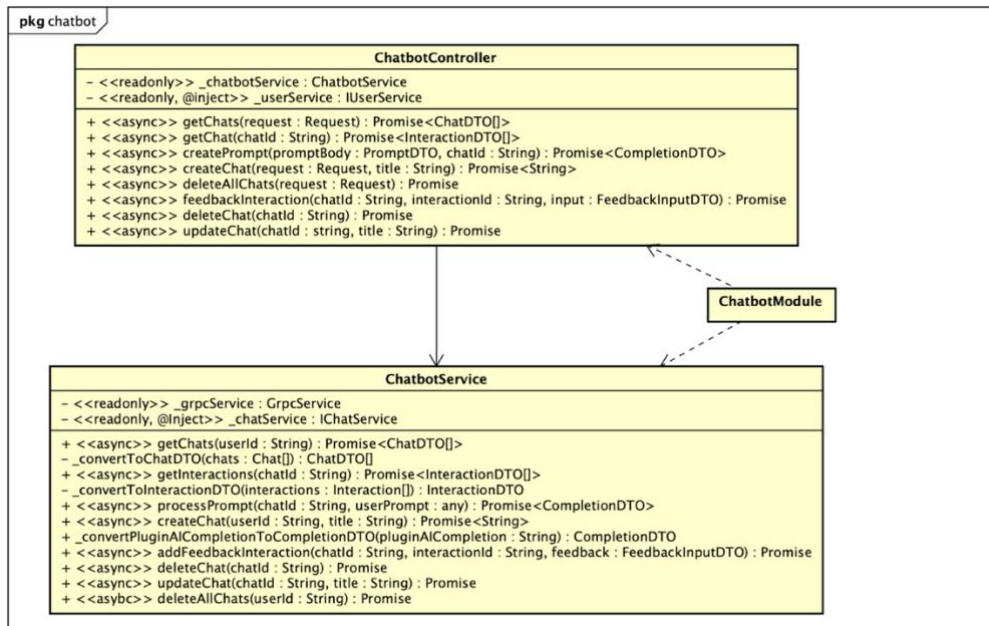 pkg chatbot
ChatbotController
- <<readonly>> _chatbotService : ChatbotService
- <<readonly, @inject>> _userService : IUserService
+ <<async>> getChats(request : Request) : Promise<ChatDTO[]>
+ <<async>> getChat(chatId : String) : Promise<InteractionDTO[]>
+ <<async>> createPrompt(promptBody : PromptDTO, chatId : String) : Promise<CompletionDTO>
+ <<async>> createChat(request : Request, title : String) : Promise<String>
+ <<async>> deleteAllChats(request : Request) : Promise
+ <<async>> feedbackInteraction(chatId : String, interactionId : String, input : FeedbackInputDTO) : Promise
+ <<async>> deleteChat(chatId : String) : Promise
+ <<async>> updateChat(chatId : string, title : String) : Promise
ChatbotModule
ChatbotService
- <<readonly>> _grpcService : GrpcService
- <<readonly, @Inject>> _chatService : IChatService
+ <<async>> getChats(userId : String) : Promise<ChatDTO[]>
- _convertToChatDTO(chats : Chat[]) : ChatDTO[]
+ <<async>> getInteractions(chatId : String) : Promise<InteractionDTO[]>
- _convertToInteractionDTO(interactions : Interaction[]) : InteractionDTO
+ <<async>> processPrompt(chatId : String, userPrompt : any) : Promise<CompletionDTO>
+ <<async>> createChat(userId : String, title : String) : Promise<String>
+ _convertPluginAICompletionToCompletionDTO(pluginAICompletion : String) : CompletionDTO
+ <<async>> addFeedbackInteraction(chatId : String, interactionId : String, feedback : FeedbackInputDTO) : Promise
+ <<async>> deleteChat(chatId : String) : Promise
+ <<async>> updateChat(chatId : String, title : String) : Promise
+ <<asybc>> deleteAllChats(userId : String) : Promise